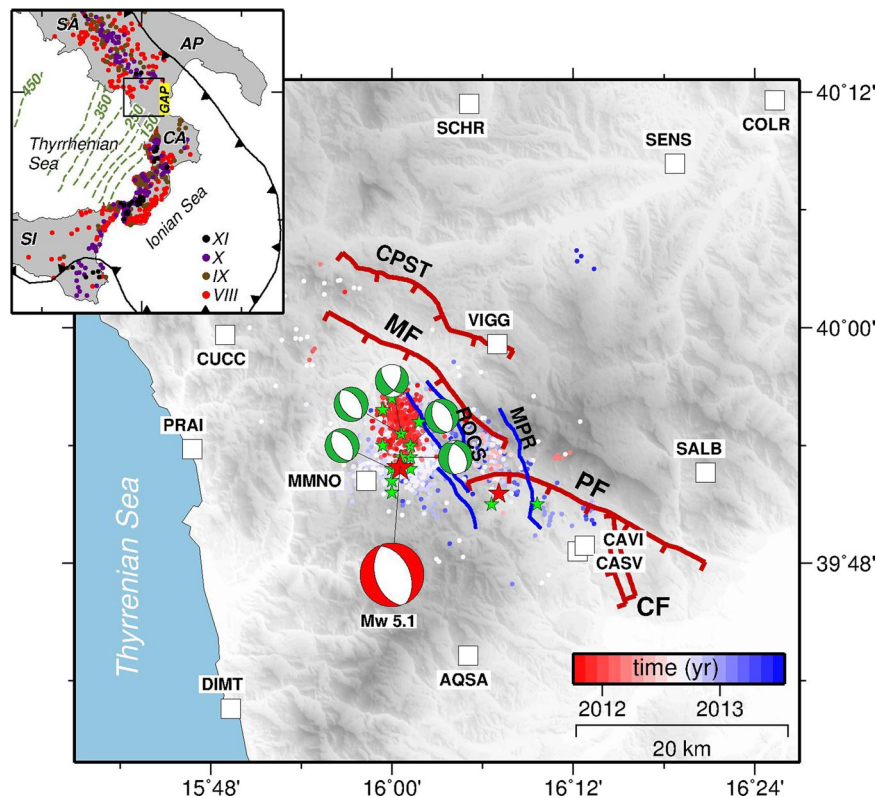 SA
AP
450
350
250
150
GAP
Thyrrhenian
Sea
CA
Ionian Sea
SI
XI
X
IX
VIII
SCHR
COLR
SENS
40°12'
CPST
VIGG
40°00'
MF
CUCC
PRAI
ROCS
MPR
SALB
MMNO
PF
CAVI
39°48'
CASV
CF
Mw 5.1
Thyrrenian Sea
AQSA
DIMT
time (yr)
2012 2013
20 km
15°48' 16°00' 16°12' 16°24'